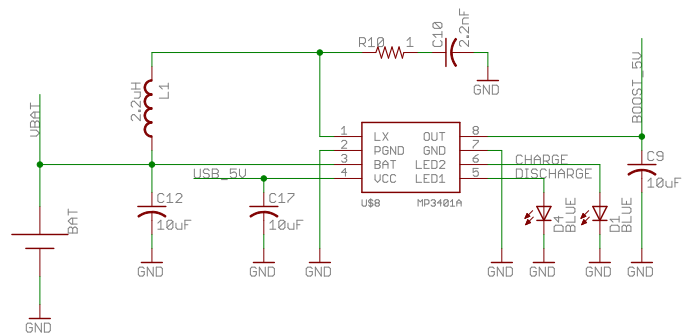 R10 1 C10 2.2nF
GND
2.2uH L1
VBAT
BOOST_5V
1 LX OUT 8
2 PGND GND 7
3 BAT LED2 6 CHARGE
4 VCC LED1 5 DISCHARGE
USB_5V
U$8 MP3401A
C9
10uF
C12
10uF
C17
10uF
BAT
D4
BLUE
D1
BLUE
GND GND GND GND GND GND GND
GND